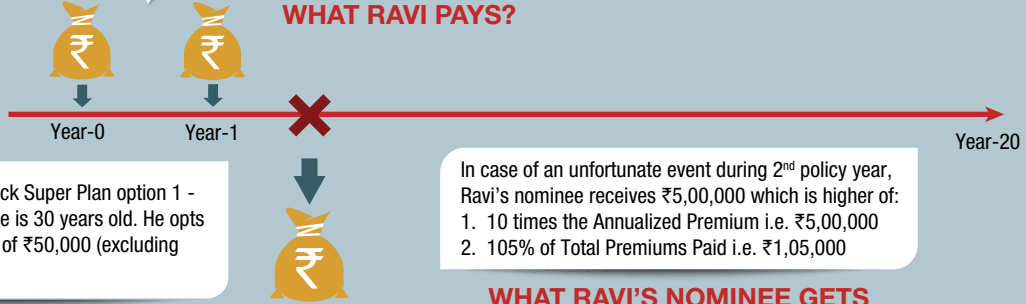 WHAT RAVI PAYS?
₹
₹
Year-0
Year-1
Year-20
ck Super Plan option 1 -
e is 30 years old. He opts
of ₹50,000 (excluding
In case of an unfortunate event during 2nd policy year,
Ravi's nominee receives ₹5,00,000 which is higher of:
1. 10 times the Annualized Premium i.e. ₹5,00,000
2. 105% of Total Premiums Paid i.e. ₹1,05,000
₹
WHAT RAVI'S NOMINEE GETS